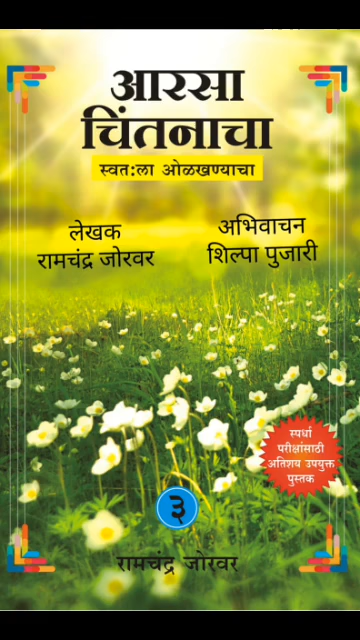 आरसा
चिंतनाचा
स्वत:ला ओळखण्याचा
लेखक
रामचंद्र जोरवर
अभिवाचन
शिल्पा पुजारी
स्पर्धा
परीक्षांसाठी
अतिशय उपयुक्त
पुस्तक
३
रामचंद्र जोरवर